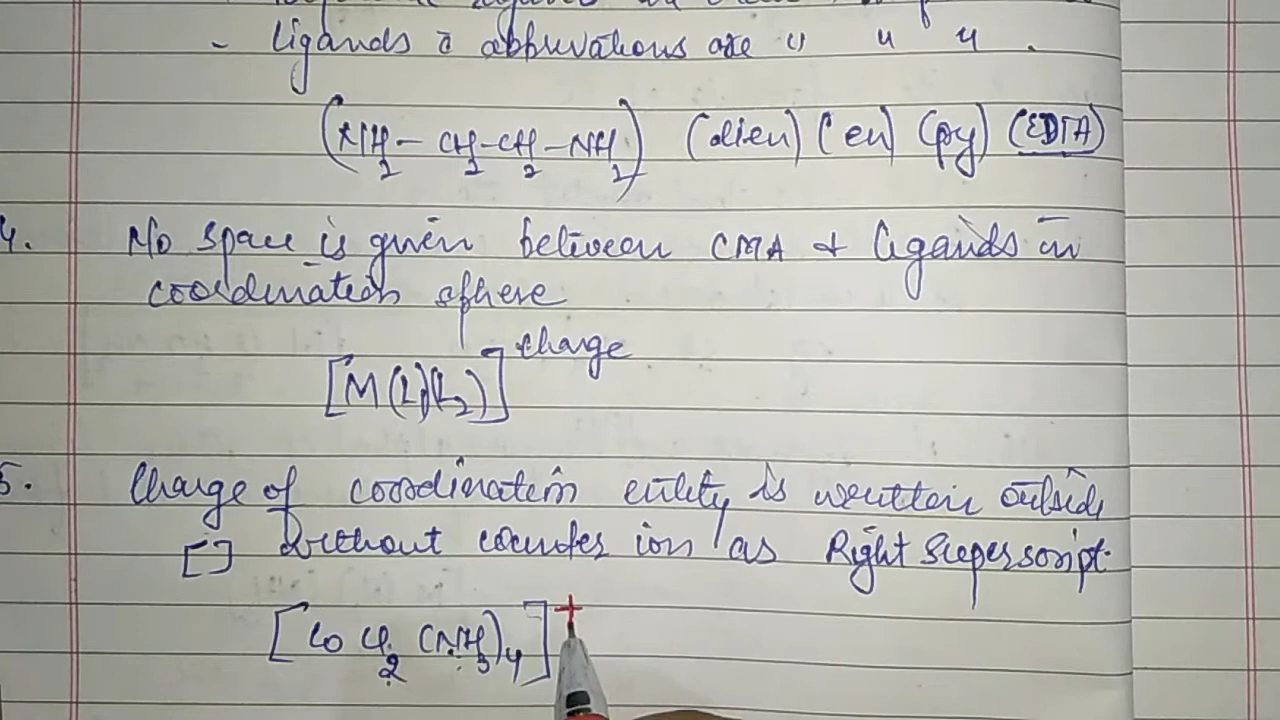 - ligands c̄ abbruvations are υ u y .
(NH₂ - CH₂-CH₂-NH₂) (dien) (en) (py) (EDTA)
4. No space is given between CMA & ligands in
coordination sphere
[M(L)(L₂)]^charge
5. Charge of coordination entity is written outside
[ ] without counter ion as Right Superscript.
[Co Cl₂ (NH₃)₄]⁺